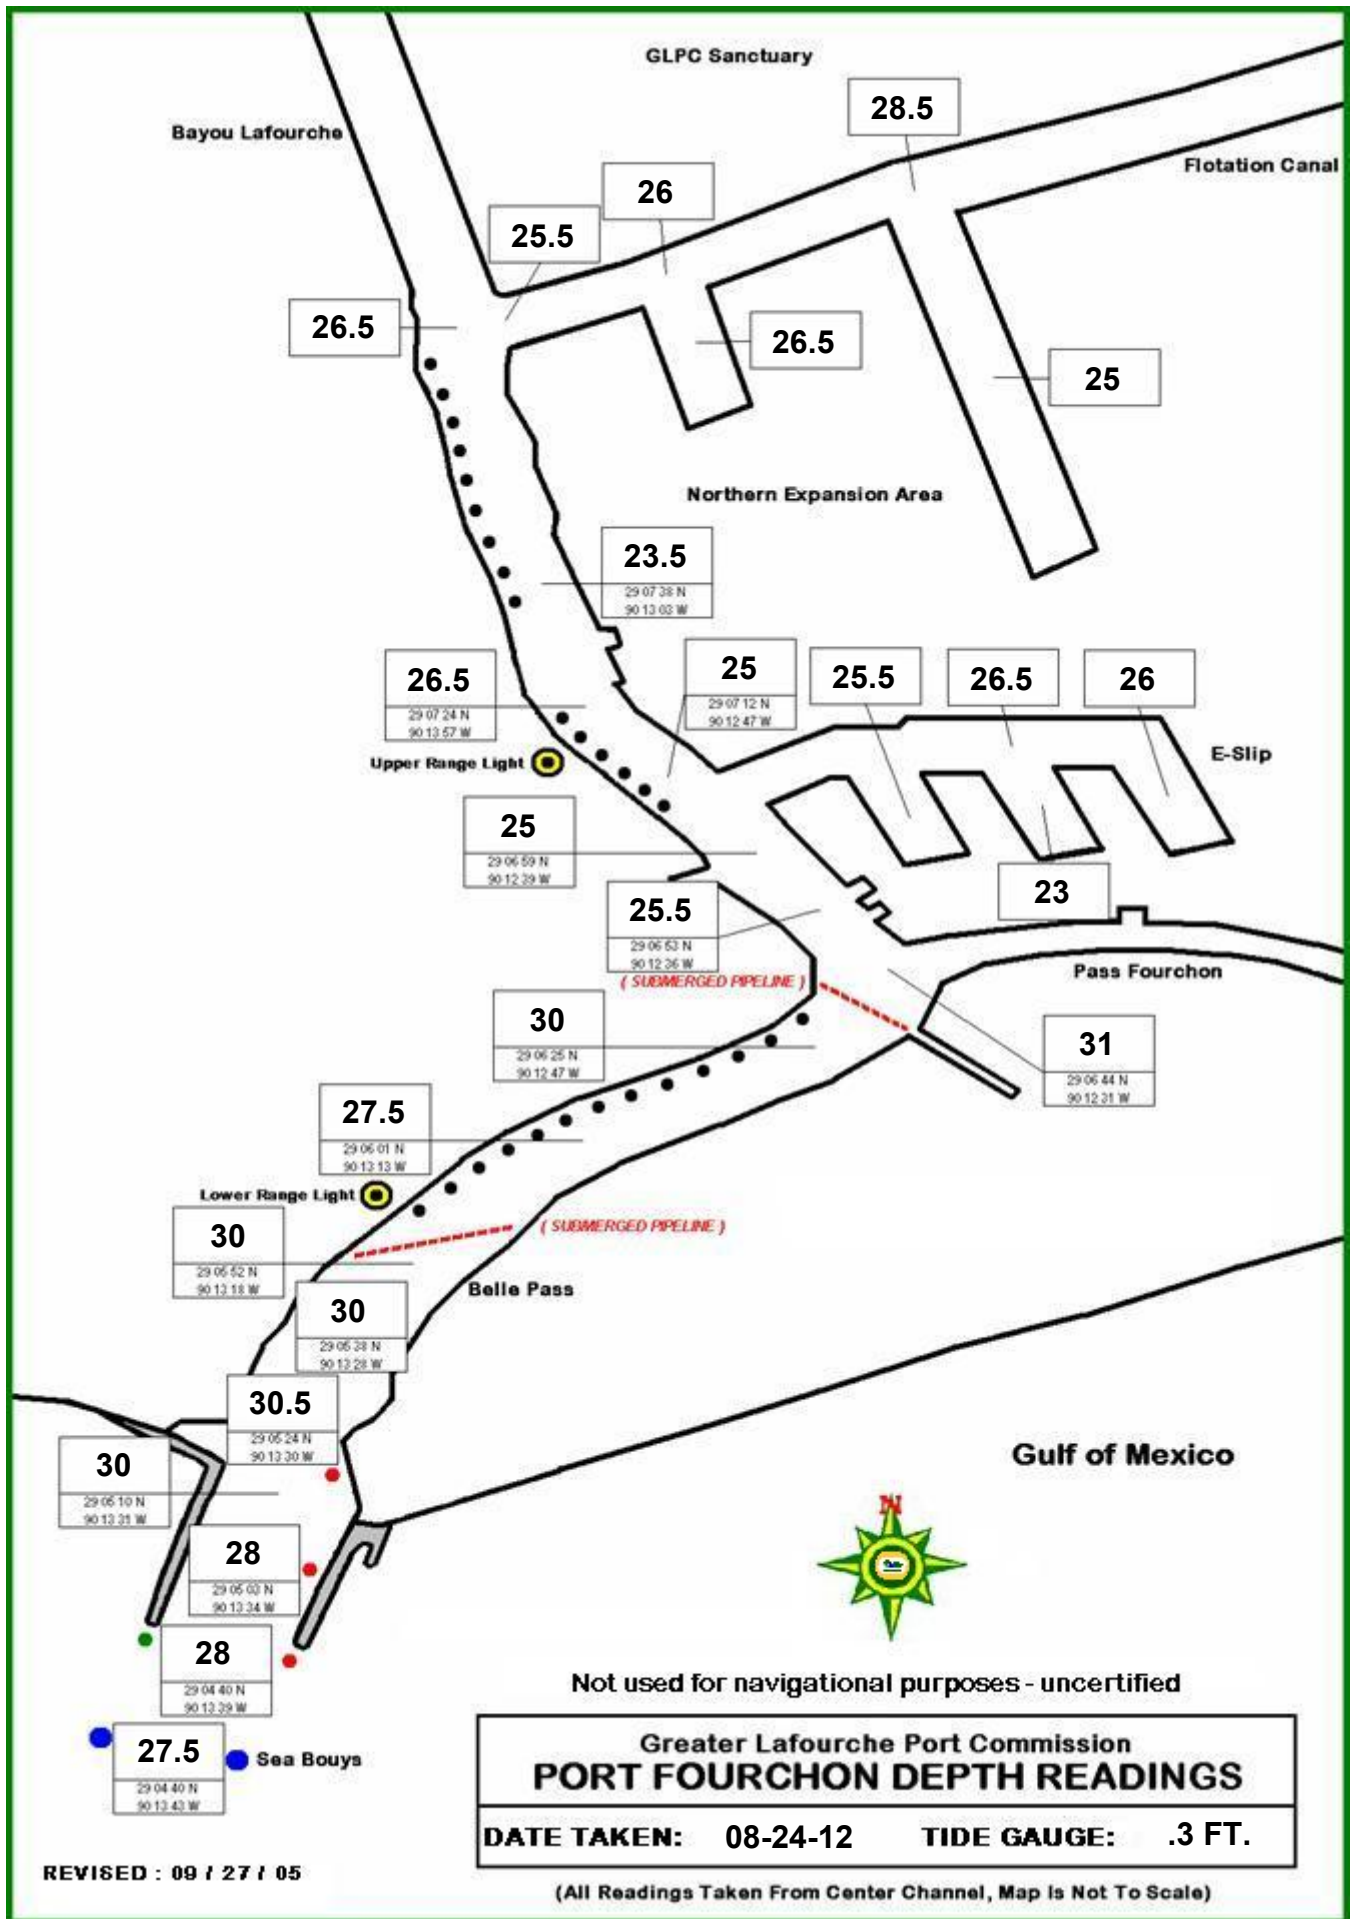 GLPC Sanctuary
28.5
Bayou Lafourche
Flotation Canal
26
25.5
26.5
26.5
25
Northern Expansion Area
23.5
29 07 38 N
90 13 03 W
26.5
29 07 24 N
90 13 57 W
25
29 07 12 N
90 12 47 W
25.5
26.5
26
E-Slip
Upper Range Light
25
29 06 59 N
90 12 39 W
23
25.5
29 06 53 N
90 12 36 W
Pass Fourchon
( SUBMERGED PIPELINE )
30
29 06 25 N
90 12 47 W
31
29 06 44 N
90 12 31 W
27.5
29 06 01 N
90 13 13 W
Lower Range Light
30
29 05 52 N
90 13 18 W
( SUBMERGED PIPELINE )
Belle Pass
30
29 05 38 N
90 13 28 W
30.5
29 05 24 N
90 13 30 W
Gulf of Mexico
30
29 05 10 N
90 13 31 W
N
28
29 05 03 N
90 13 34 W
28
29 04 40 N
90 13 39 W
Not used for navigational purposes - uncertified
27.5
29 04 40 N
90 13 43 W
Sea Bouys
Greater Lafourche Port Commission
PORT FOURCHON DEPTH READINGS
DATE TAKEN: 08-24-12 TIDE GAUGE: .3 FT.
REVISED : 09 / 27 / 05
(All Readings Taken From Center Channel, Map Is Not To Scale)